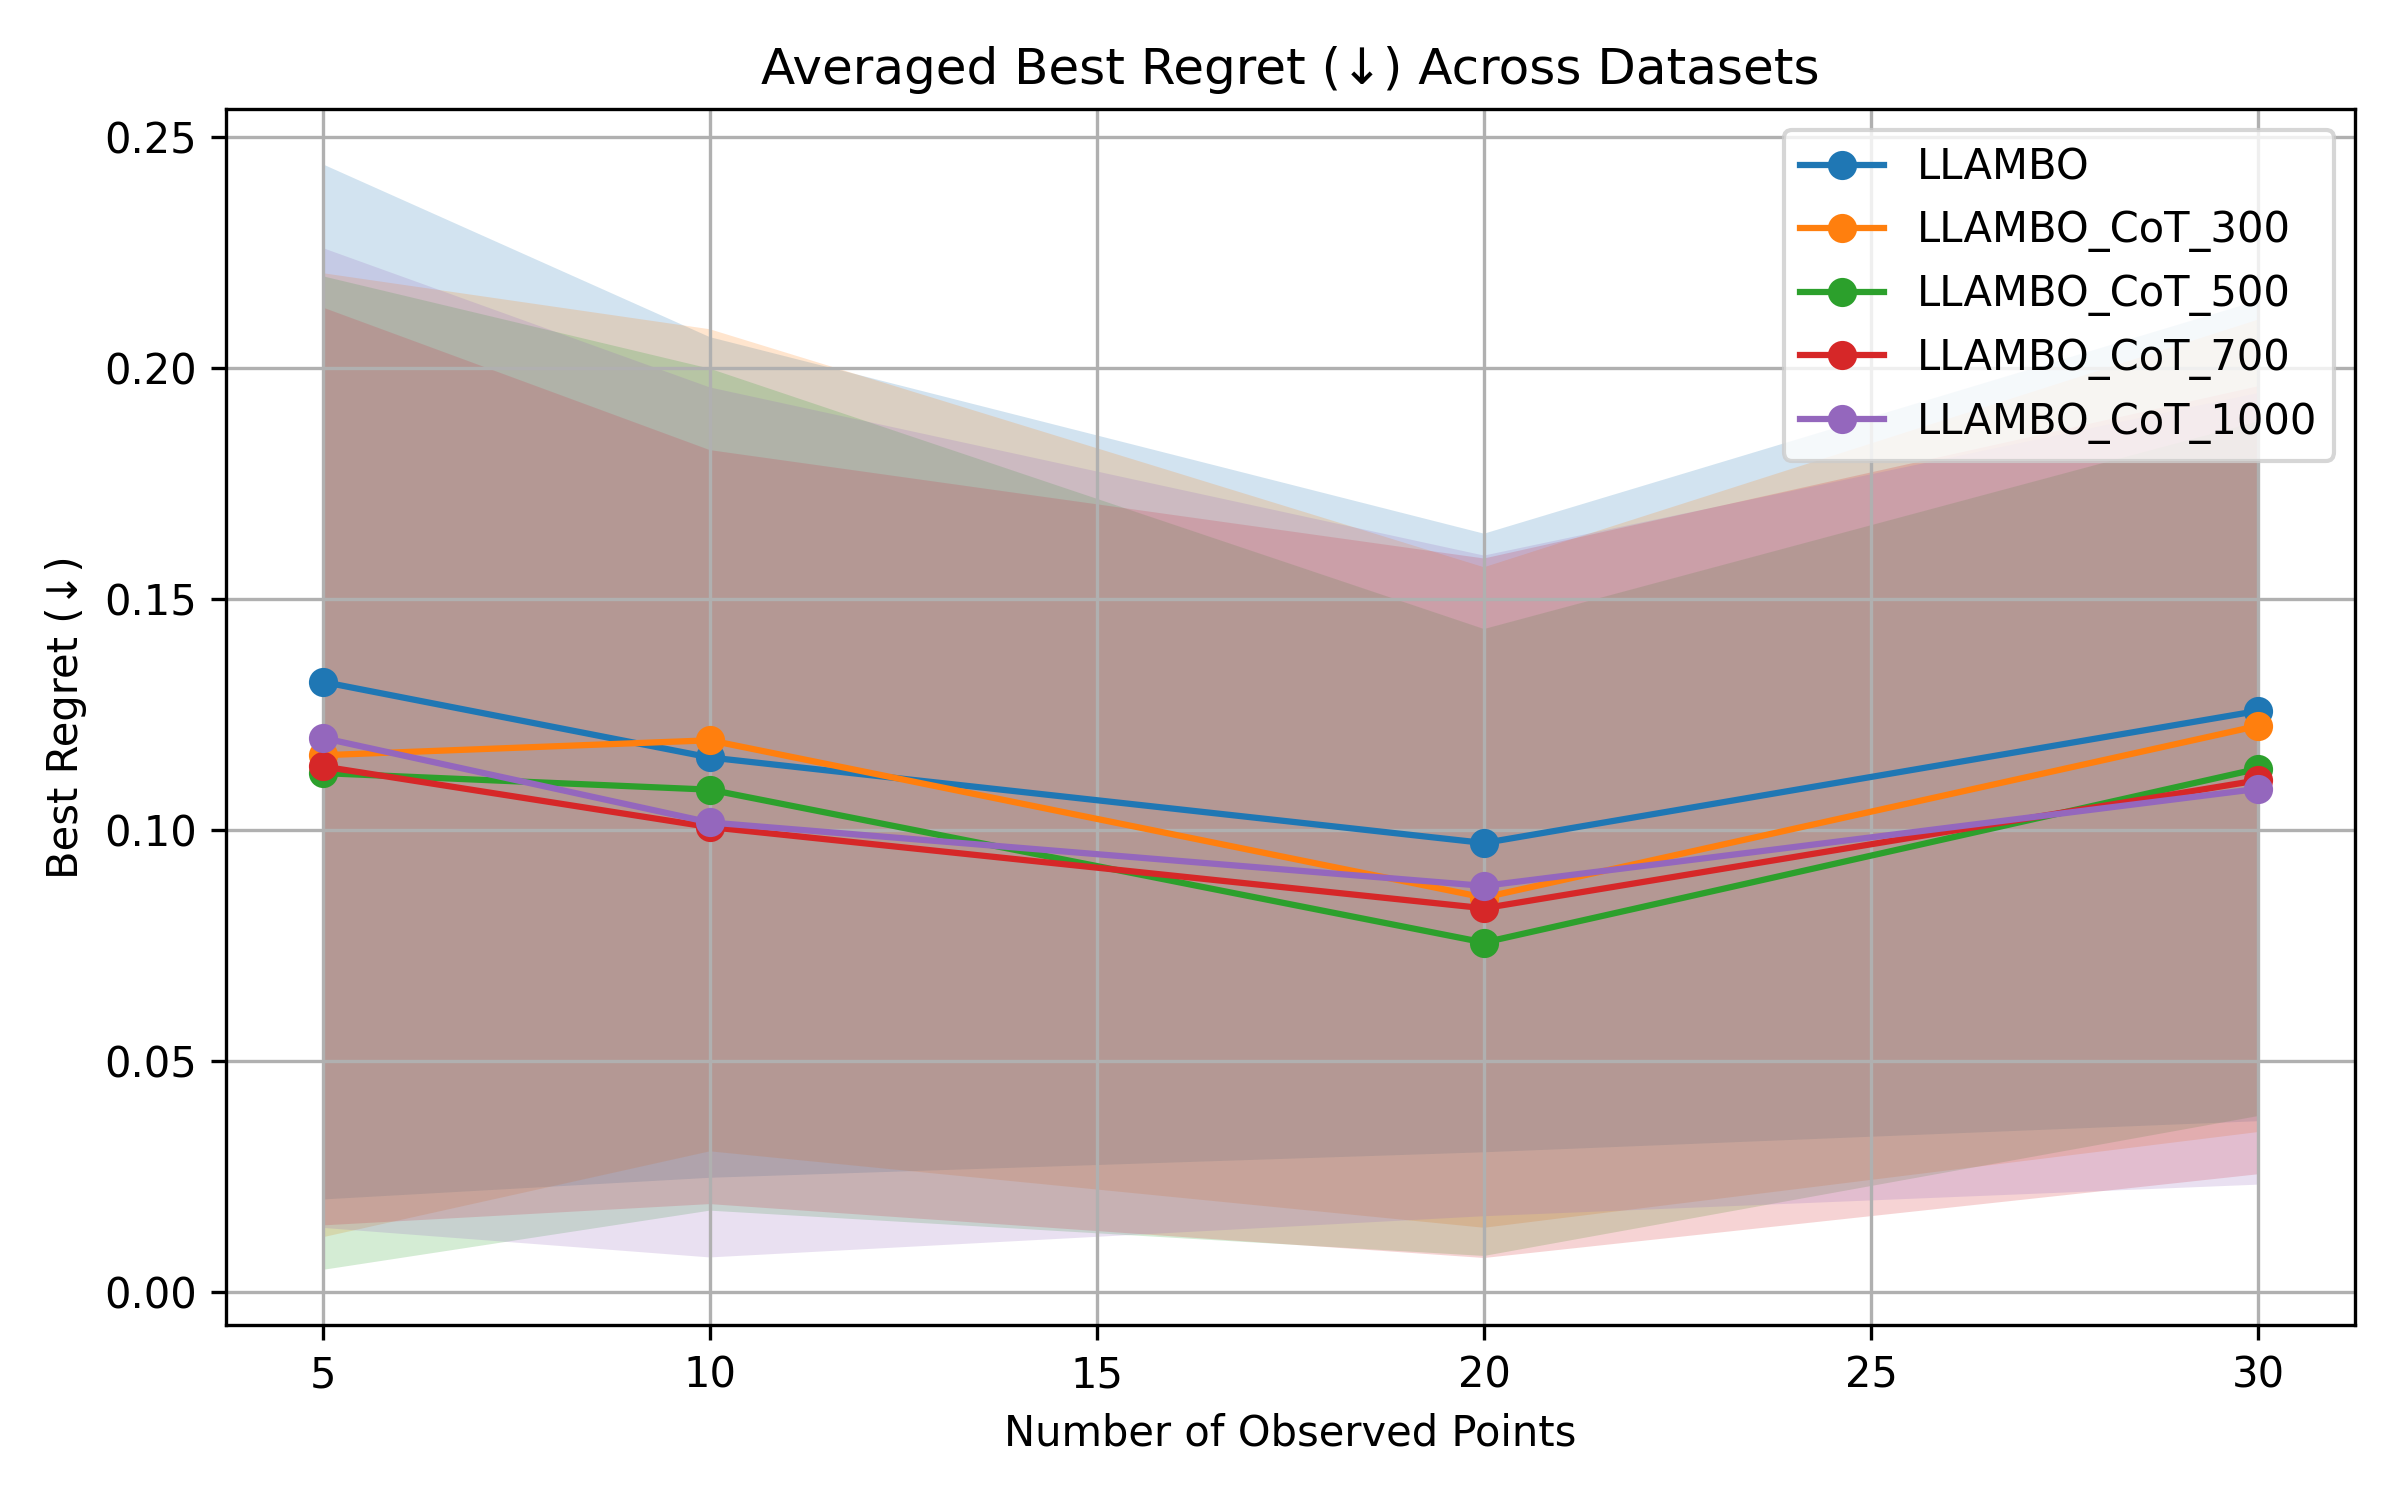 Averaged Best Regret (↓) Across Datasets
0.25
0.20
0.15
0.10
0.05
0.00
Best Regret (↓)
LLAMBO
LLAMBO_CoT_300
LLAMBO_CoT_500
LLAMBO_CoT_700
LLAMBO_CoT_1000
5 10 15 20 25 30
Number of Observed Points